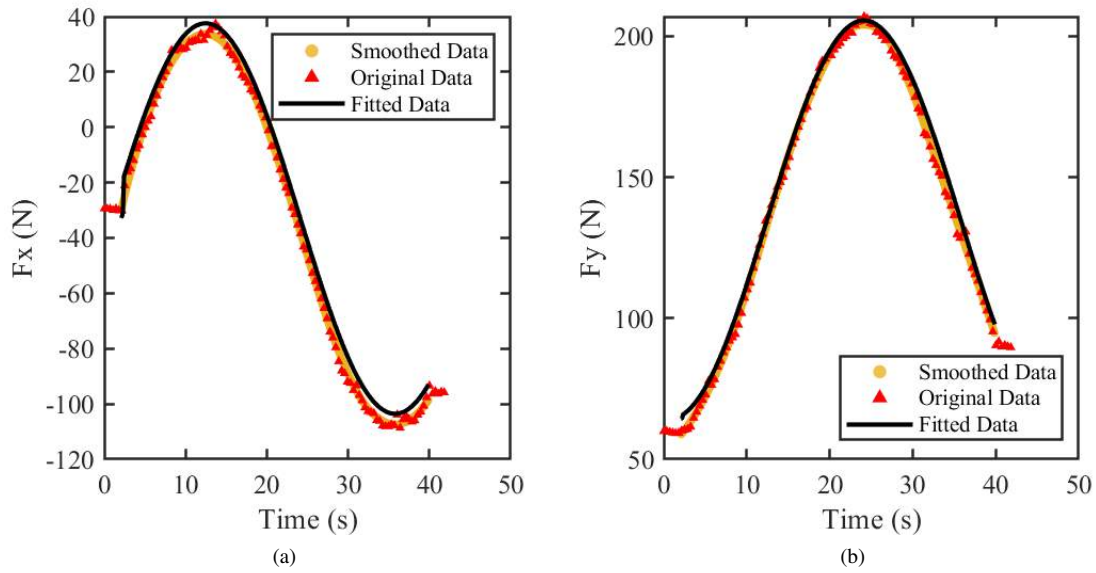 40
20
0
-20
-40
-60
-80
-100
-120
Fx (N)
0 10 20 30 40 50
Time (s)
Smoothed Data
Original Data
Fitted Data
(a)
200
150
100
50
Fy (N)
0 10 20 30 40 50
Time (s)
Smoothed Data
Original Data
Fitted Data
(b)